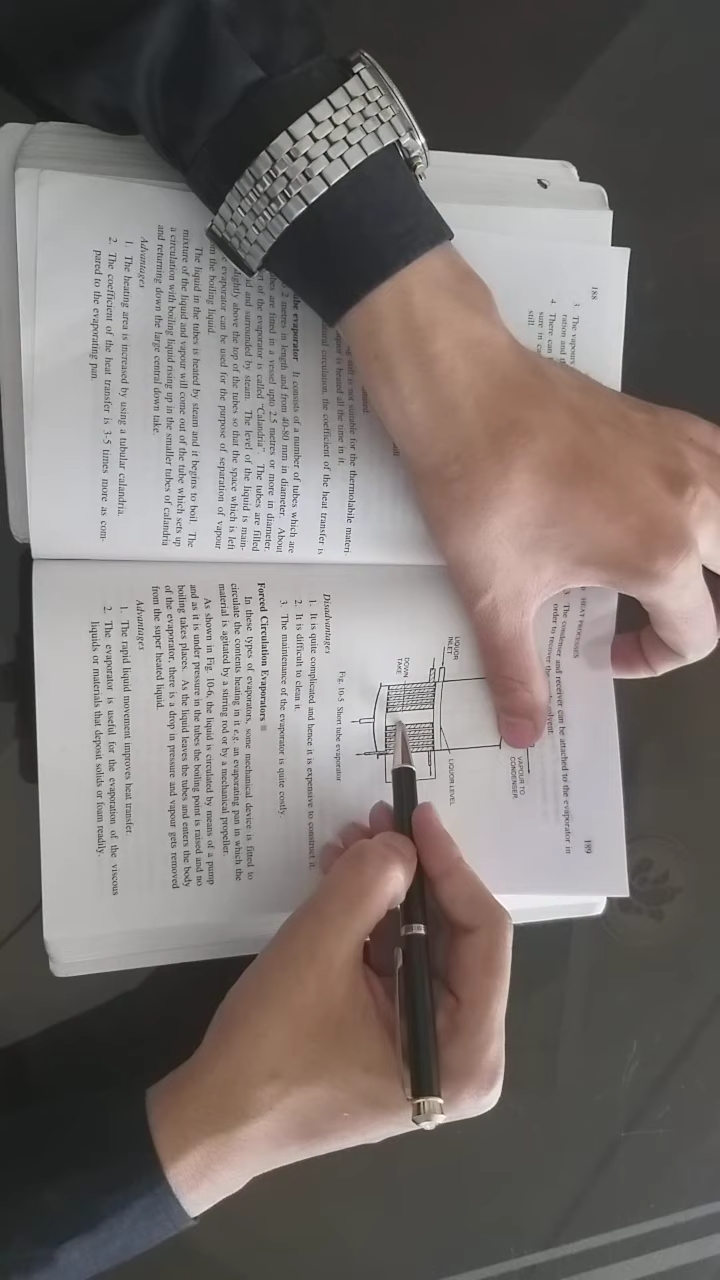 188
3. The vapours
ration and t
4. There can
sure in ca
still.
still is not suitable for the thermolabile materi-
is heated all the time in it.
circulation, the coefficient of the heat transfer is
tube evaporator It consists of a number of tubes which are
2 metres in length and from 40-80 mm in diameter. About
are fitted in a vessel upto 2.5 metres or more in diameter.
of the evaporator is called “Calandria”. The tubes are filled
and surrounded by steam. The level of the liquid is main-
slightly above the top of the tubes so that the space which is left
evaporator can be used for the purpose of separation of vapour
the boiling liquid.
The liquid in the tubes is heated by steam and it begins to boil. The
mixture of the liquid and vapour will come out of the tube which sets up
a circulation with boiling liquid rising up in the smaller tubes of calandria
and returning down the large central down take.
Advantages
1. The heating area is increased by using a tubular calandria.
2. The coefficient of the heat transfer is 3-5 times more as com-
pared to the evaporating pan.
HEAT PROCESSES
189
The condenser and receiver can be attached to the evaporator in
order to recover the solvent.
VAPOUR TO
CONDENSER
LIQUOR
INLET
LIQUOR LEVEL
DOWN
TAKE
Fig. 10-5 Short tube evaporator
Disadvantages
1. It is quite complicated and hence it is expensive to construct it.
2. It is difficult to clean it.
3. The maintenance of the evaporator is quite costly.
Forced Circulation Evaporators
In these types of evaporators, some mechanical device is fitted to
circulate the contents heating in it e.g. an evaporating pan in which the
material is agitated by a stirring rod or by a mechanical propeller.
As shown in Fig. 10-6, the liquid is circulated by means of a pump
and as it is under pressure in the tubes the boiling point is raised and no
boiling takes places. As the liquid leaves the tubes and enters the body
of the evaporator, there is a drop in pressure and vapour gets removed
from the super heated liquid.
Advantages
1. The rapid liquid movement improves heat transfer.
2. The evaporator is useful for the evaporation of the viscous
liquids or materials that deposit solids or foam readily.